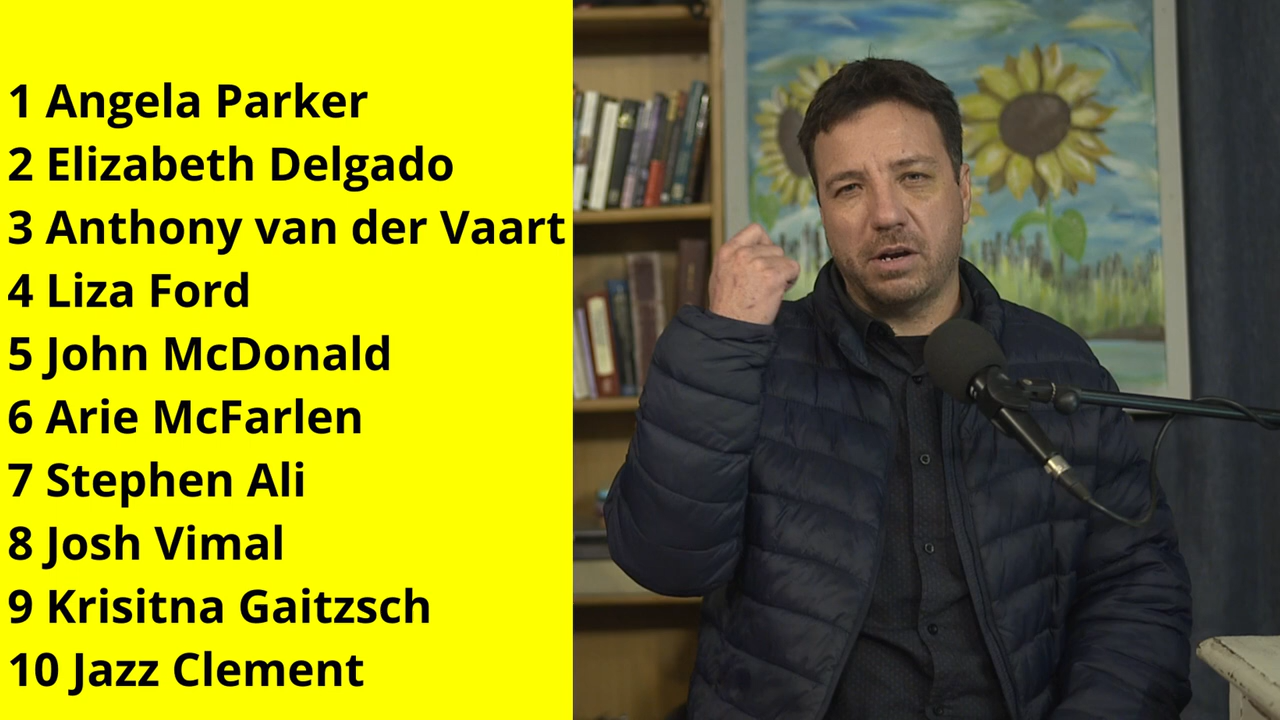 1 Angela Parker
2 Elizabeth Delgado
3 Anthony van der Vaart
4 Liza Ford
5 John McDonald
6 Arie McFarlen
7 Stephen Ali
8 Josh Vimal
9 Krisitna Gaitzsch
10 Jazz Clement